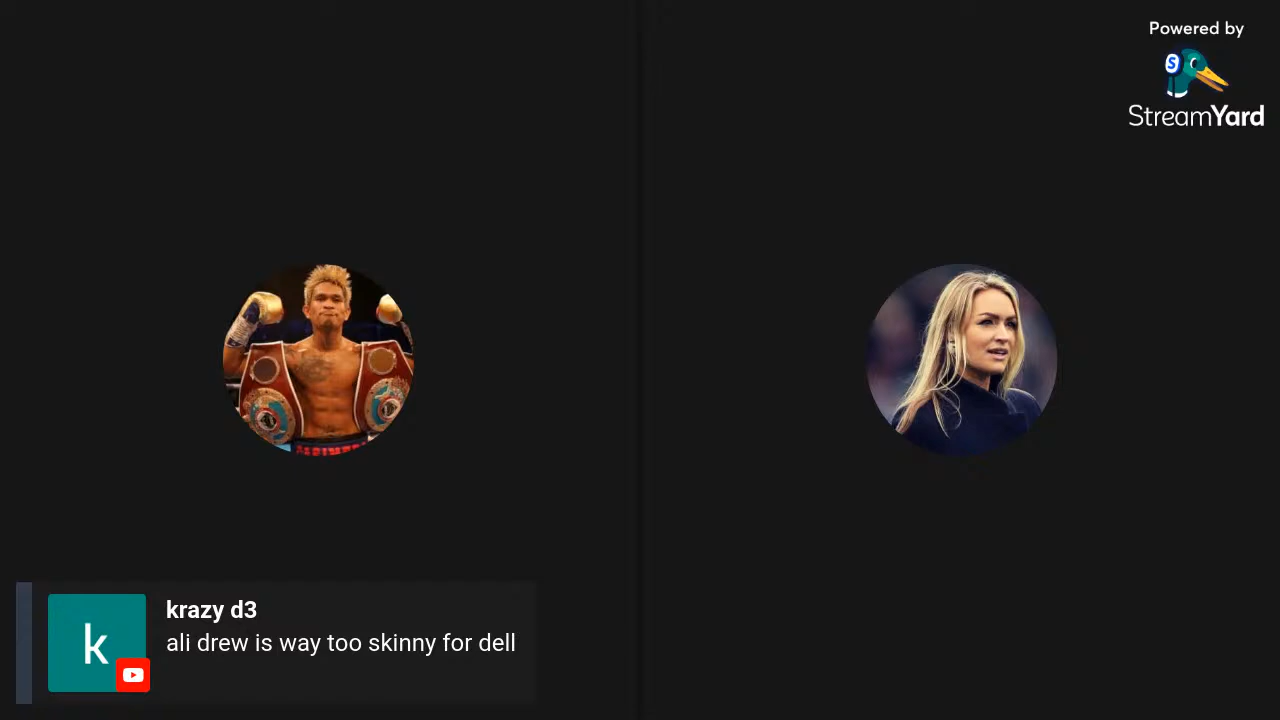 Powered by
S
StreamYard
k
krazy d3
ali drew is way too skinny for dell